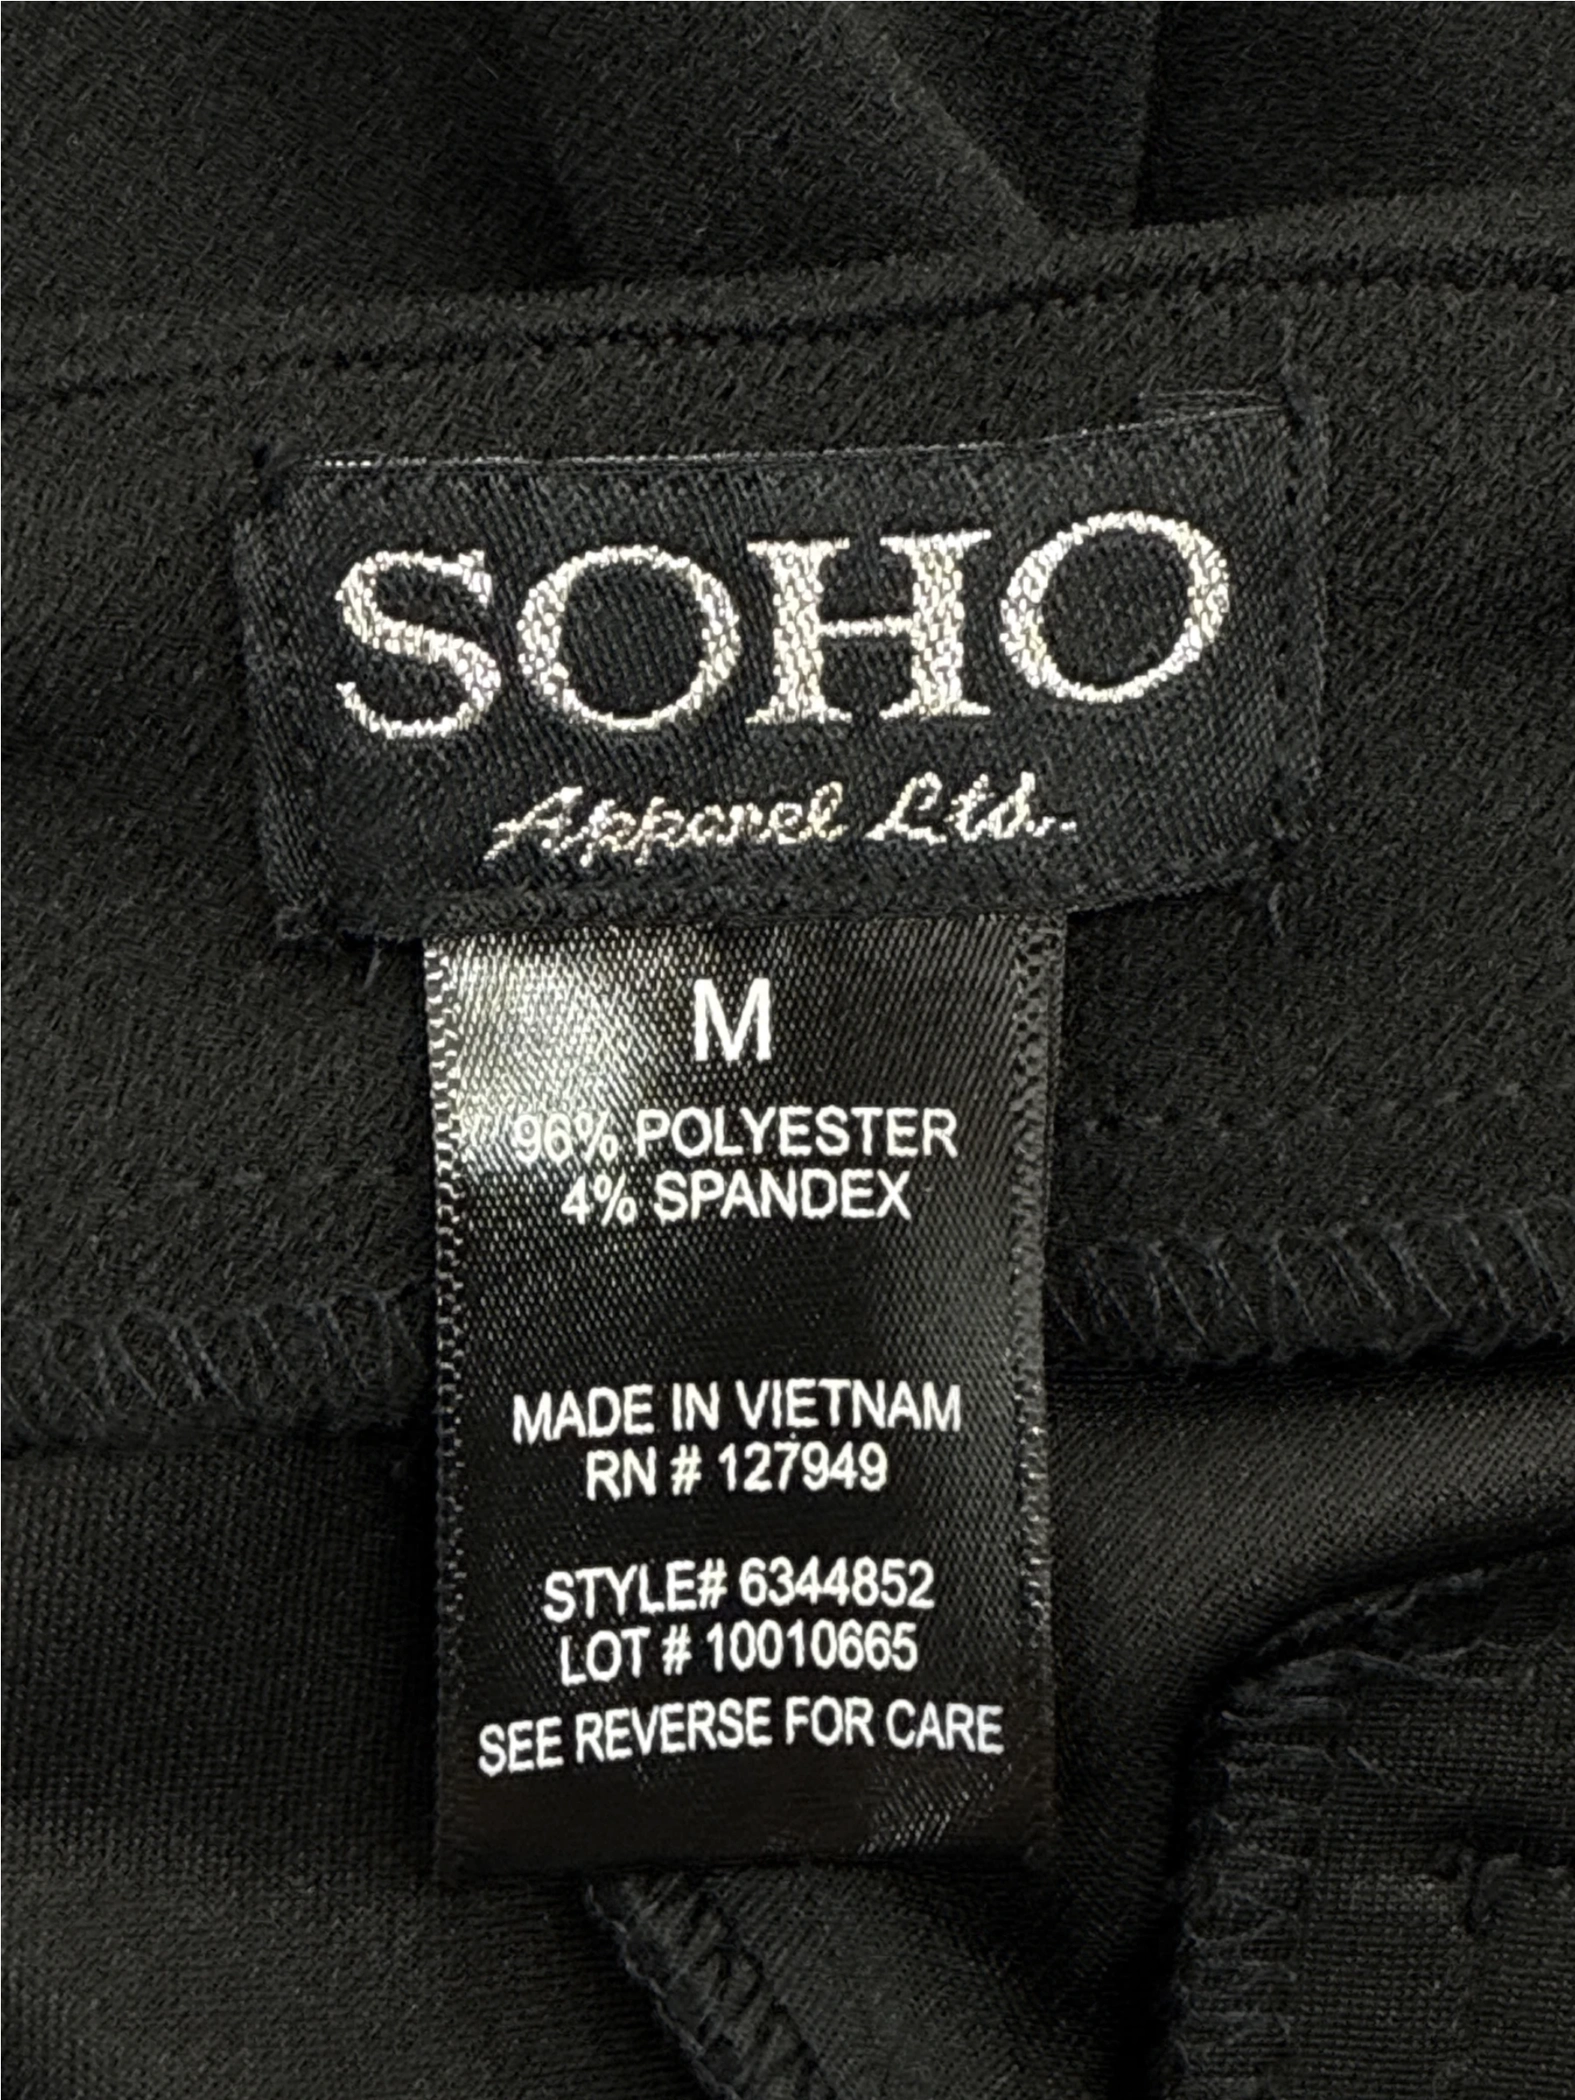 SOHO
Apparel Ltd.
M
96% POLYESTER
4% SPANDEX
MADE IN VIETNAM
RN # 127949
STYLE# 6344852
LOT # 10010665
SEE REVERSE FOR CARE